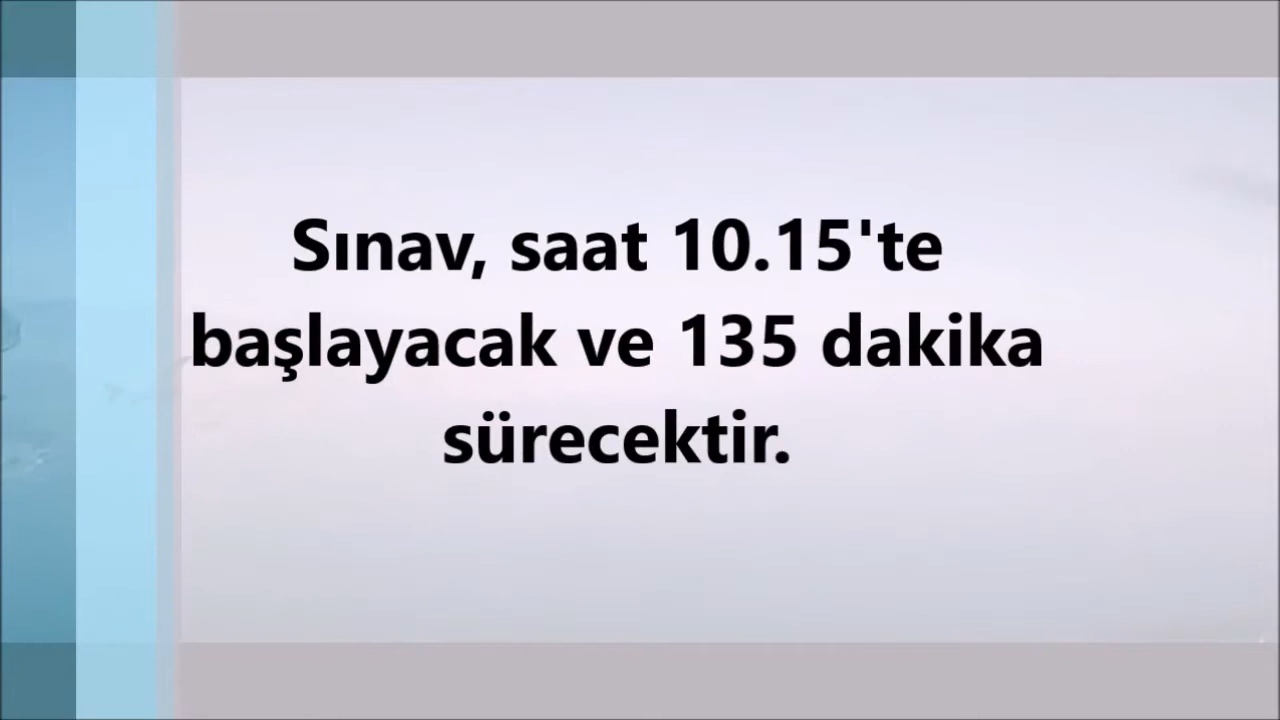 Sınav, saat 10.15'te
başlayacak ve 135 dakika
sürecektir.